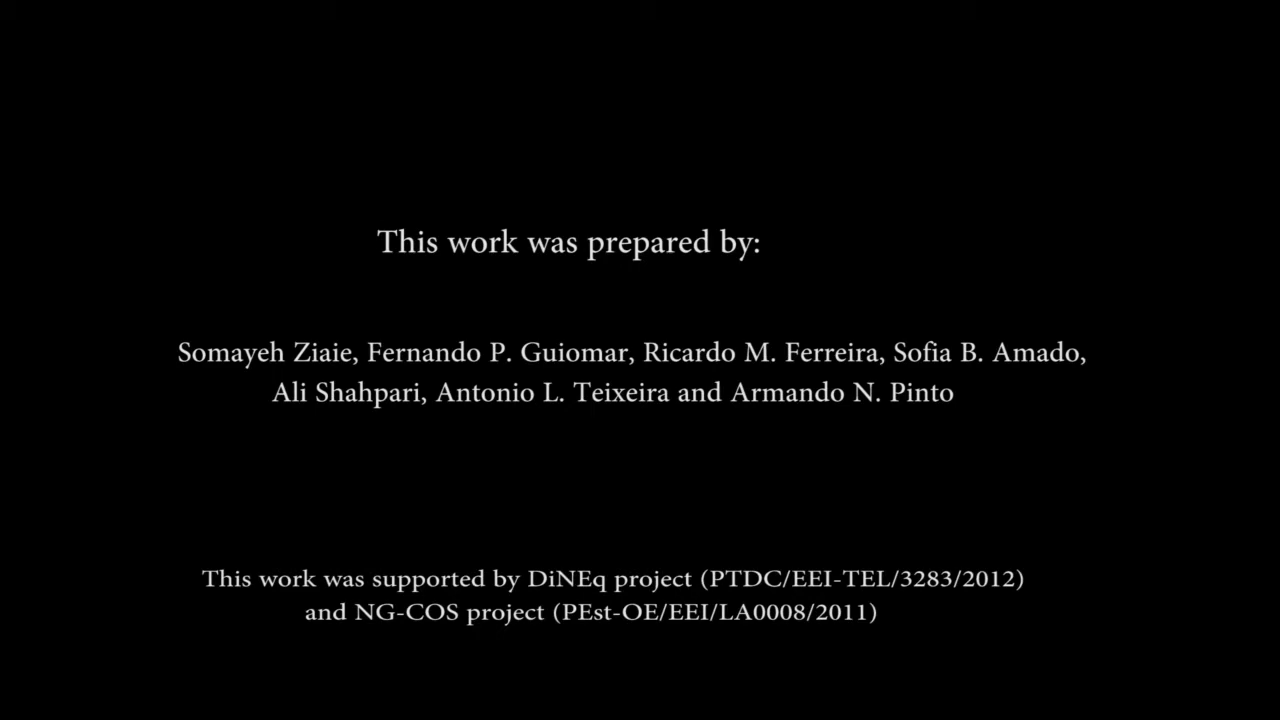 This work was prepared by:
Somayeh Ziaie, Fernando P. Guiomar, Ricardo M. Ferreira, Sofia B. Amado,
Ali Shahpari, Antonio L. Teixeira and Armando N. Pinto
This work was supported by DiNEq project (PTDC/EEI-TEL/3283/2012)
and NG-COS project (PEst-OE/EEI/LA0008/2011)